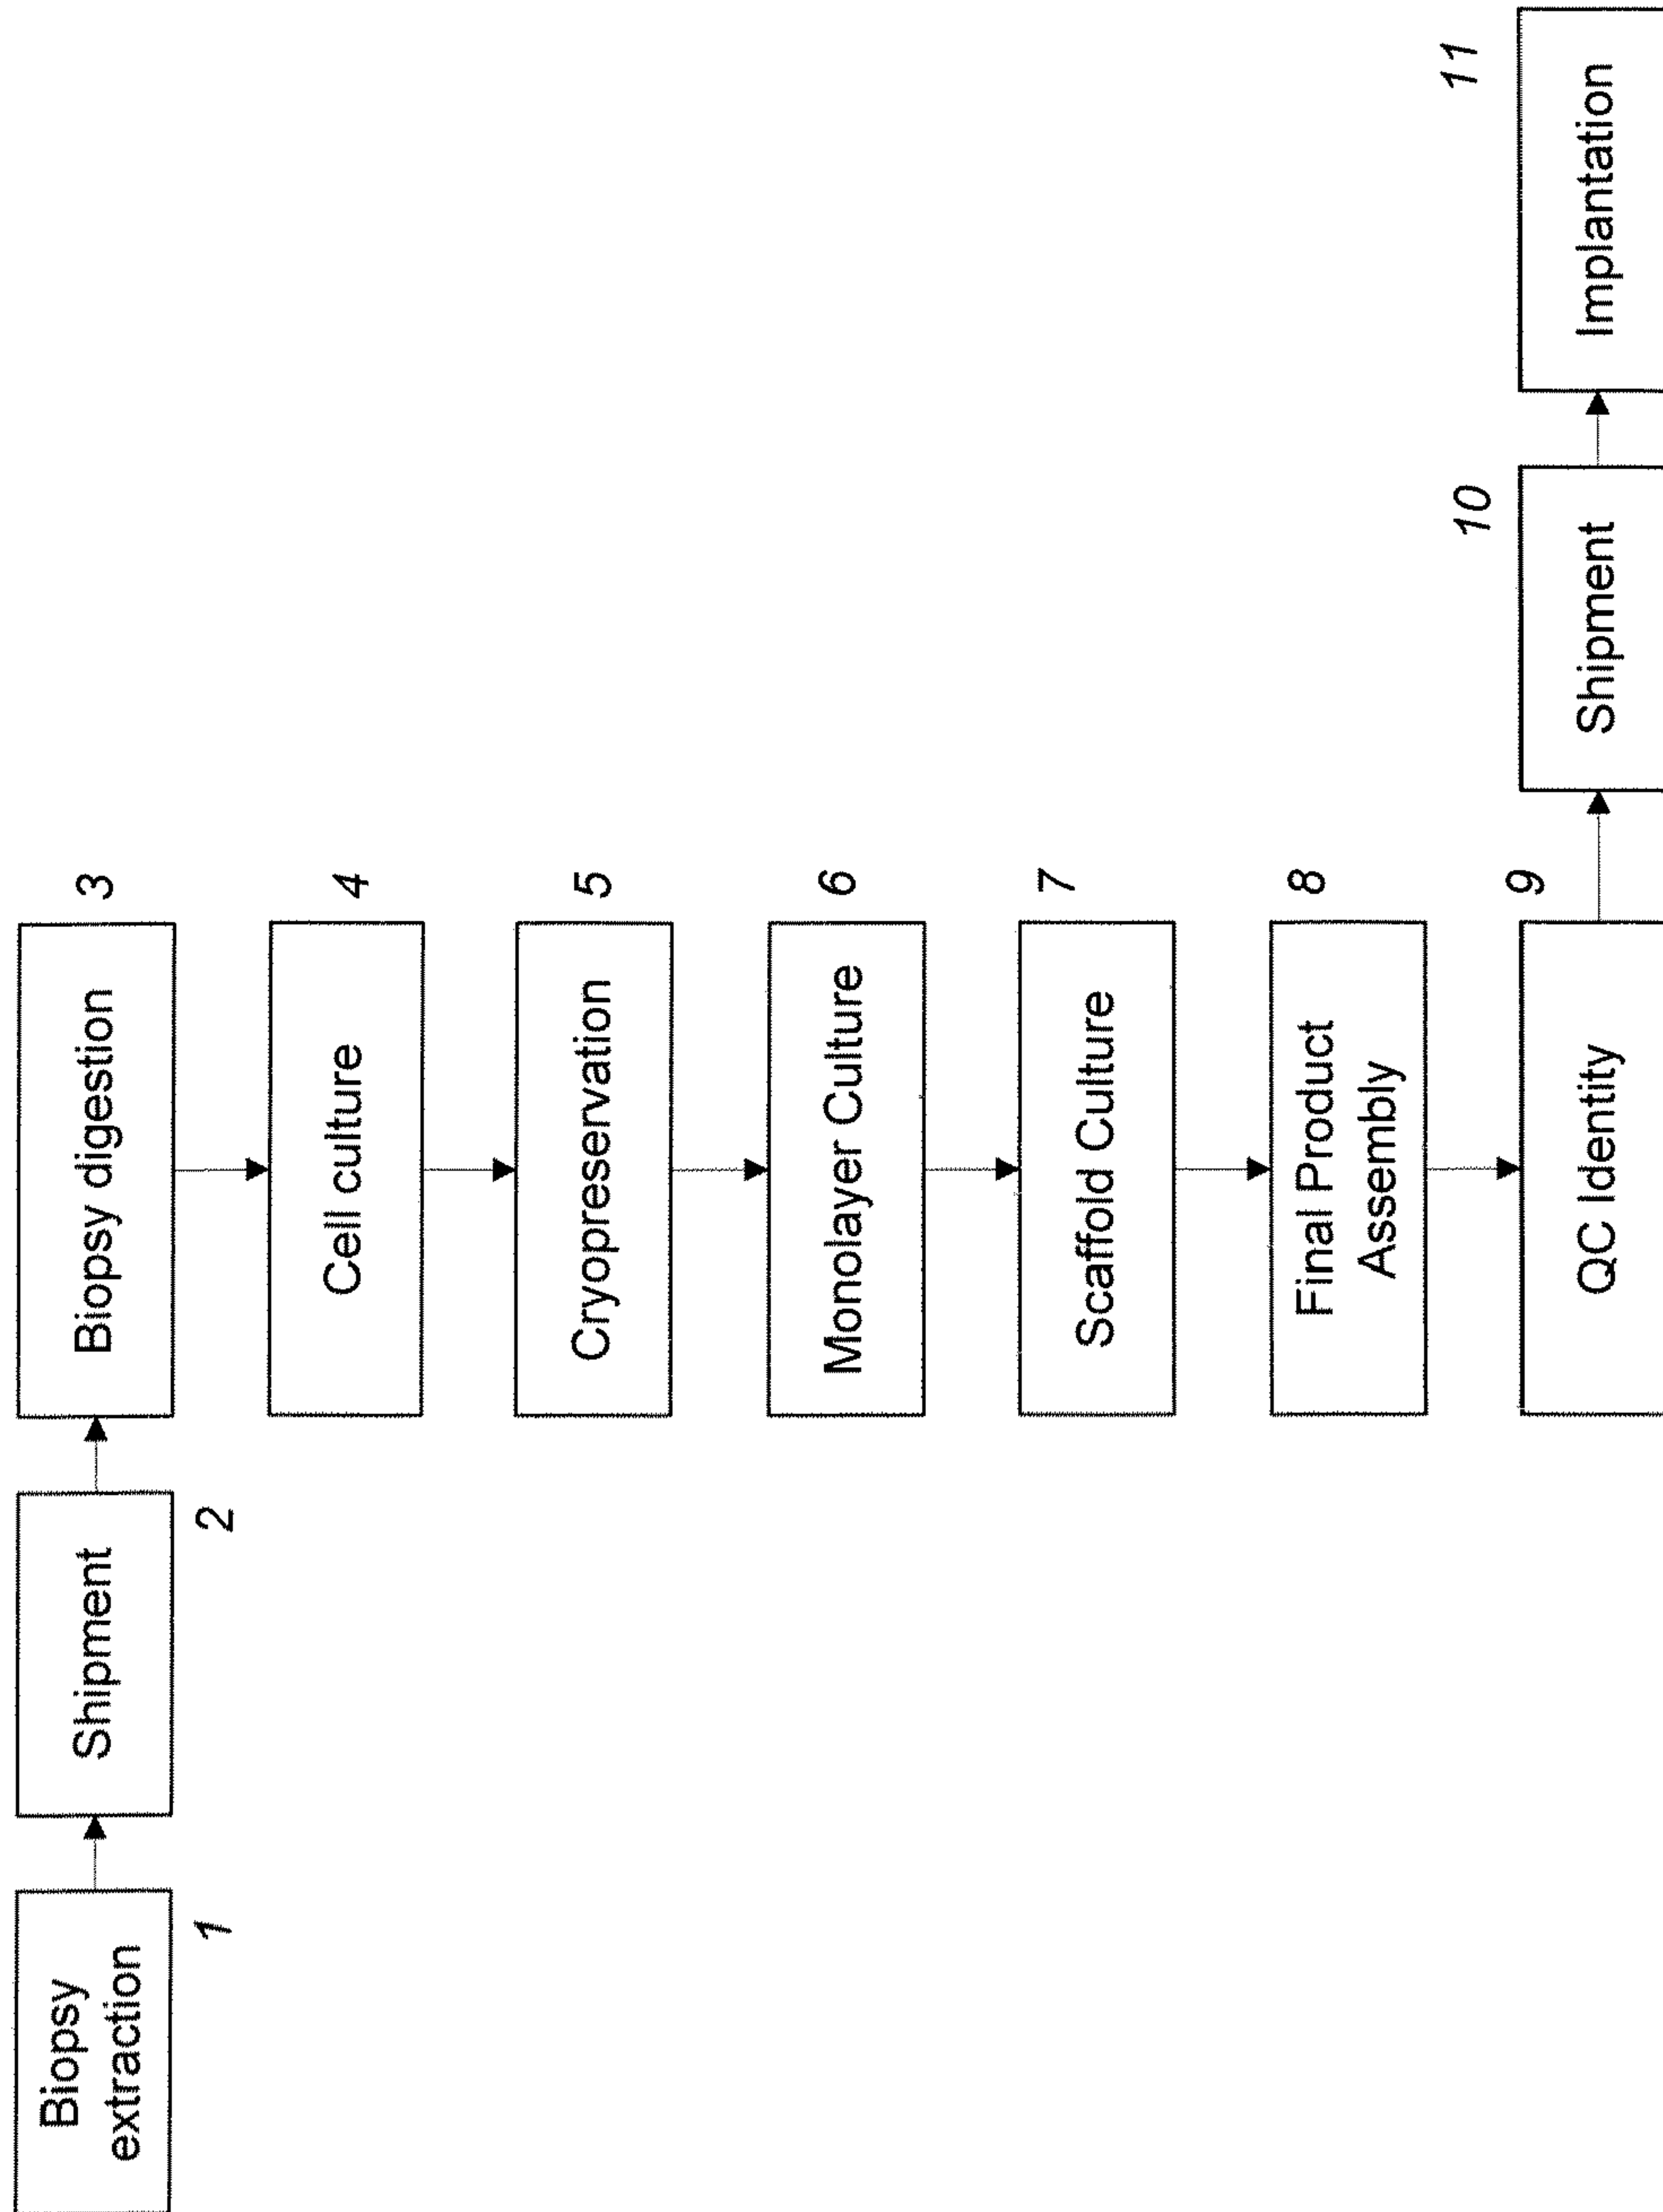 Biopsy
extraction
1
Shipment
2
Biopsy digestion
3
Cell culture
4
Cryopreservation
5
Monolayer Culture
6
Scaffold Culture
7
Final Product
Assembly
8
QC Identity
9
Shipment
10
Implantation
11